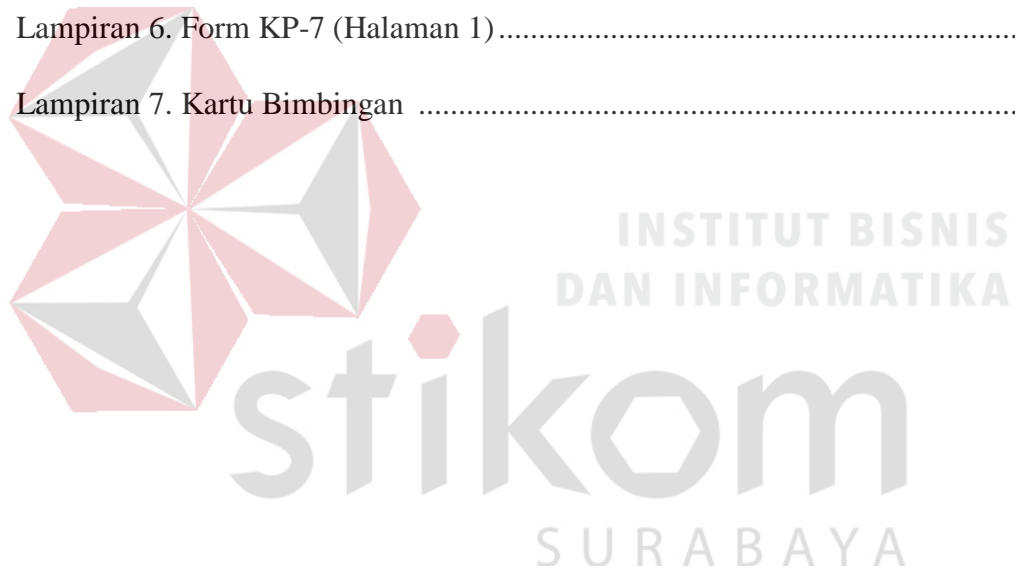 Lampiran 6. Form KP-7 (Halaman 1)....................................................................
Lampiran 7. Kartu Bimbingan ............................................................................
INSTITUT BISNIS
DAN INFORMATIKA
stikom
SURABAYA